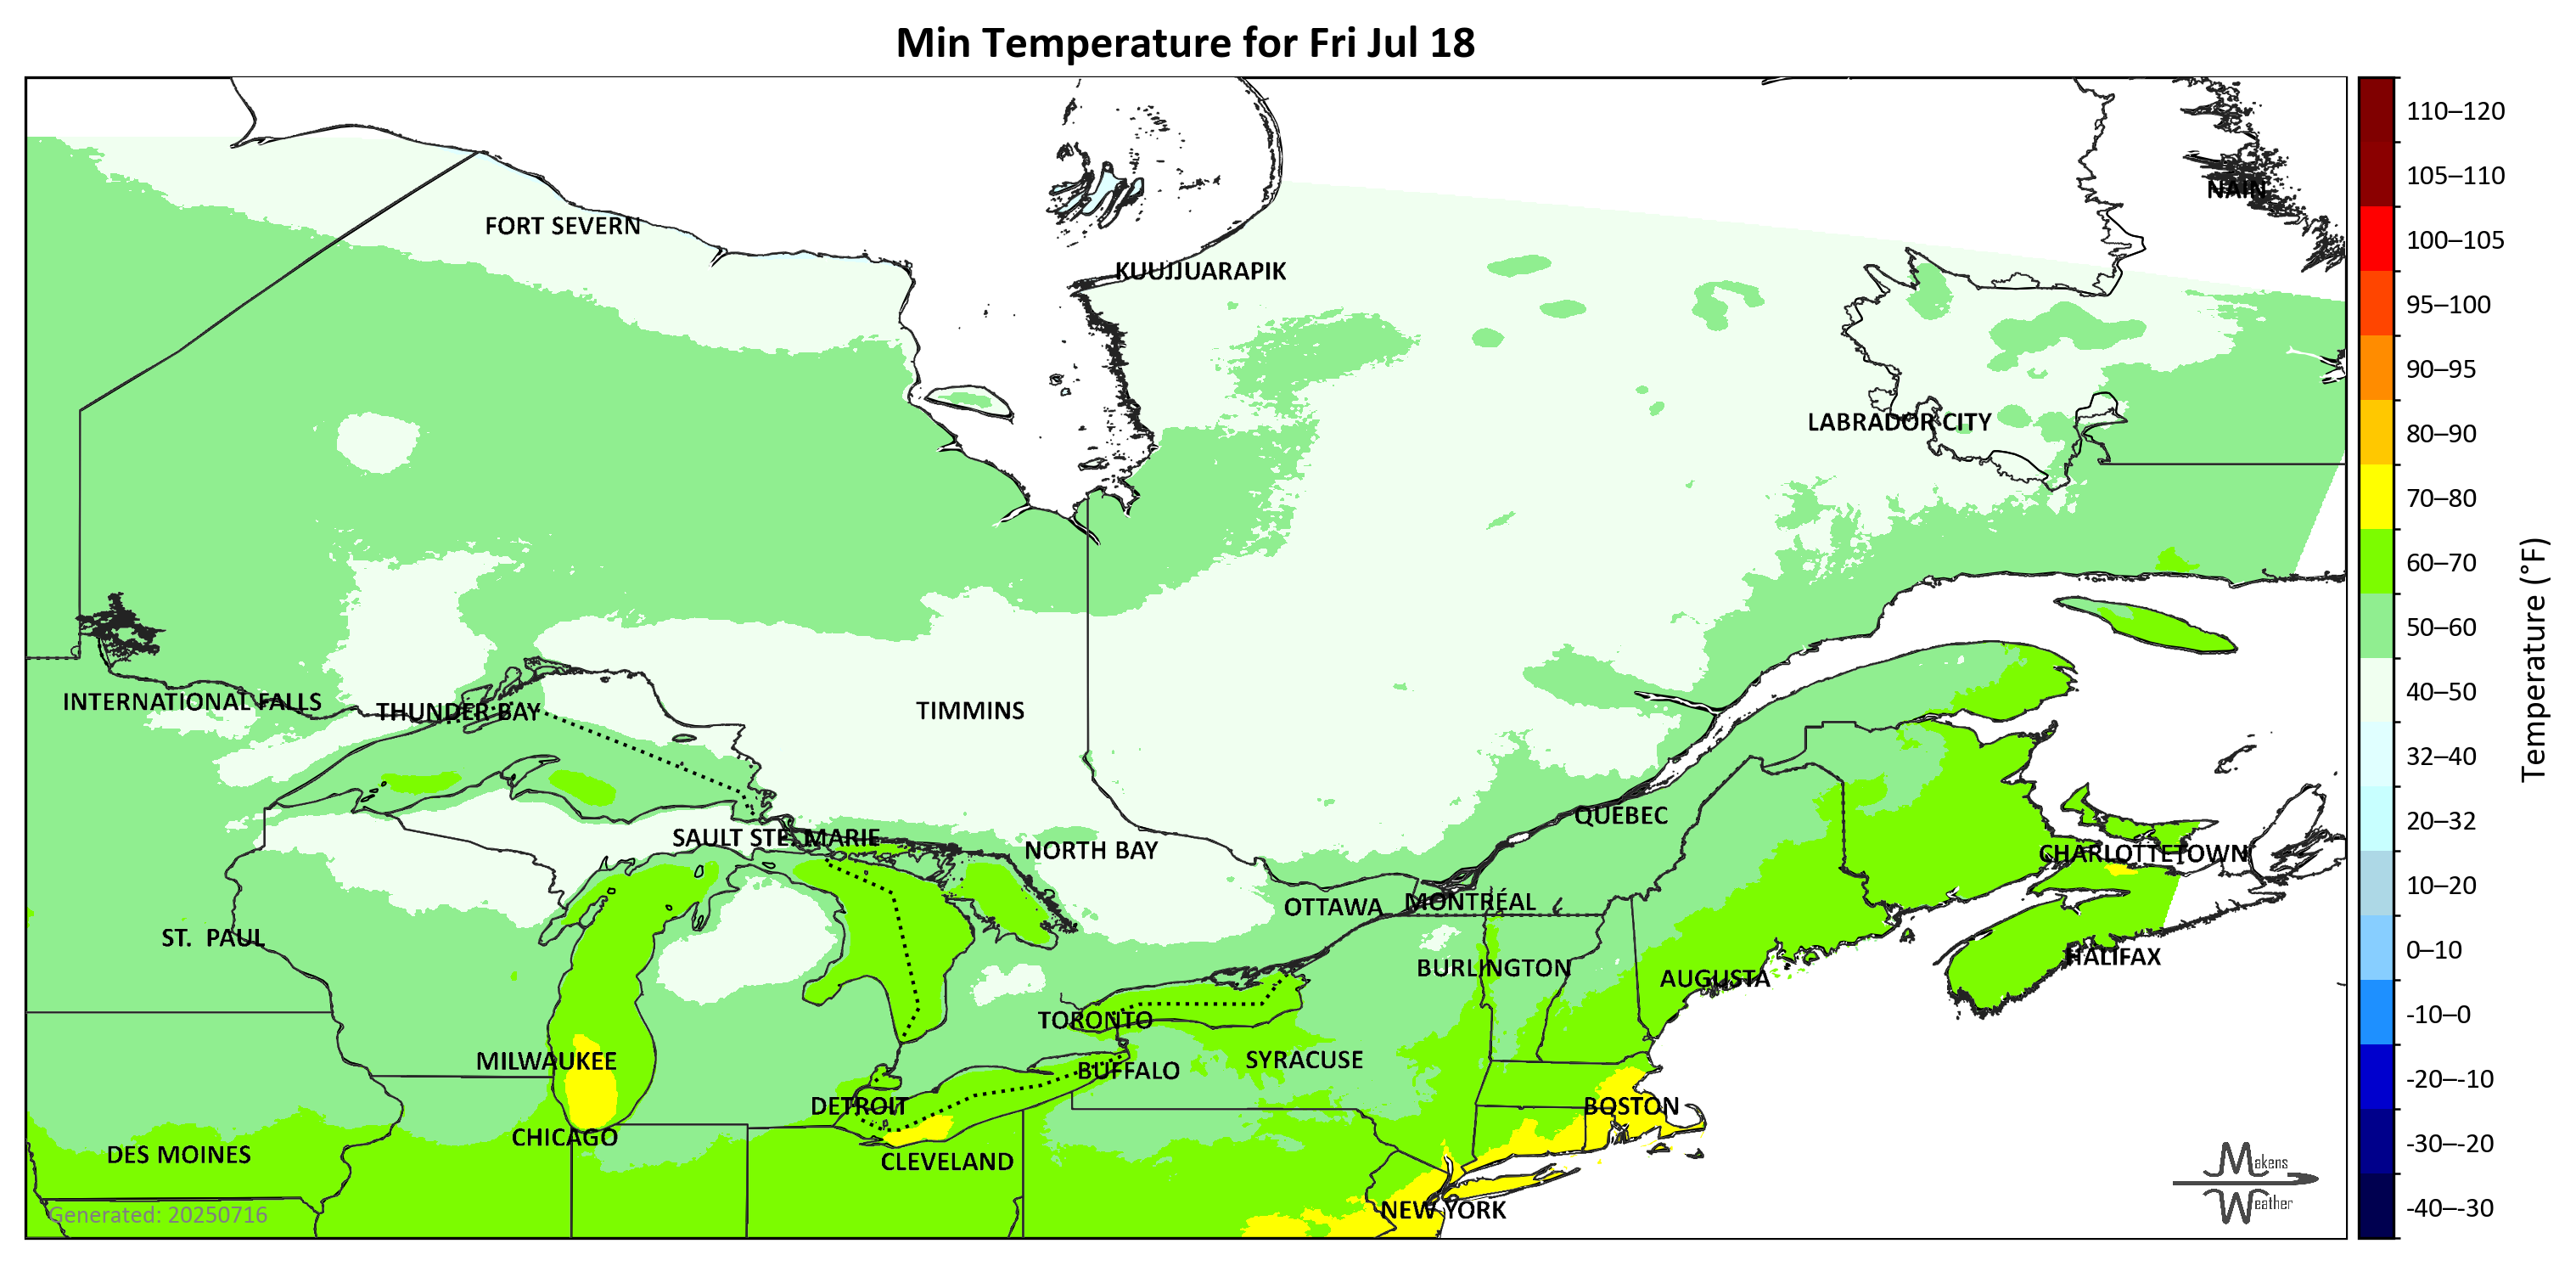 Min Temperature for Fri Jul 18
110–120
105–110
NAIN
FORT SEVERN
100–105
KUUJJUARAPIK
95–100
90–95
LABRADOR CITY
80–90
70–80
60–70
50–60
Temperature (°F)
INTERNATIONAL FALLS
THUNDER BAY
TIMMINS
40–50
32–40
QUEBEC
20–32
SAULT STE. MARIE
NORTH BAY
CHARLOTTETOWN
10–20
OTTAWA
MONTRÉAL
ST. PAUL
0–10
HALIFAX
BURLINGTON
AUGUSTA
TORONTO
-10–0
MILWAUKEE
SYRACUSE
BUFFALO
-20–-10
DETROIT
BOSTON
CHICAGO
-30–-20
DES MOINES
CLEVELAND
Makens
Weather
NEW YORK
-40–-30
Generated: 20250716